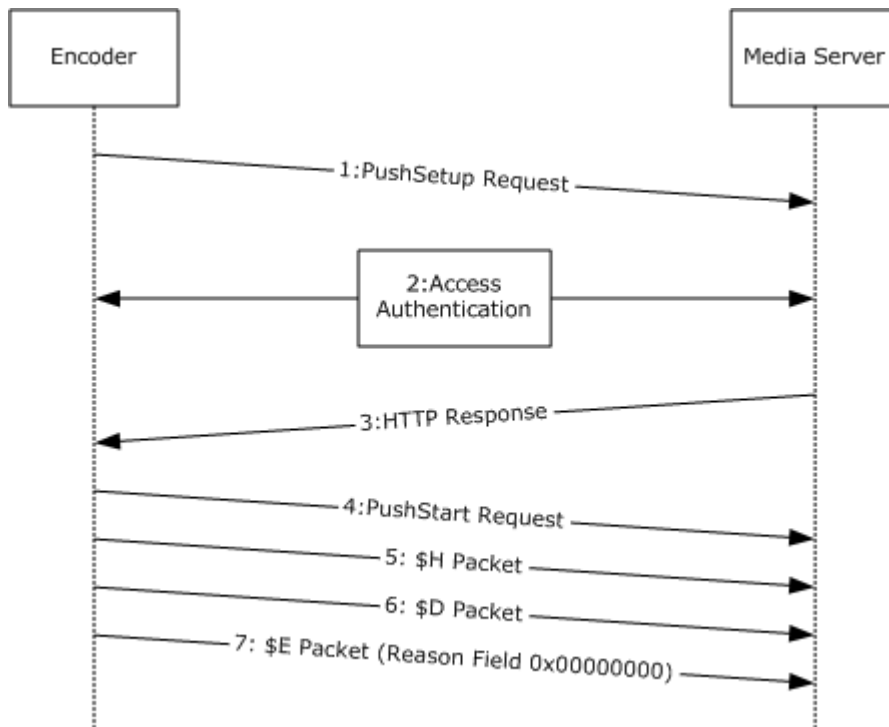 Encoder
Media Server
1:PushSetup Request
2:Access
Authentication
3:HTTP Response
4:PushStart Request
5: $H Packet
6: $D Packet
7: $E Packet (Reason Field 0x00000000)